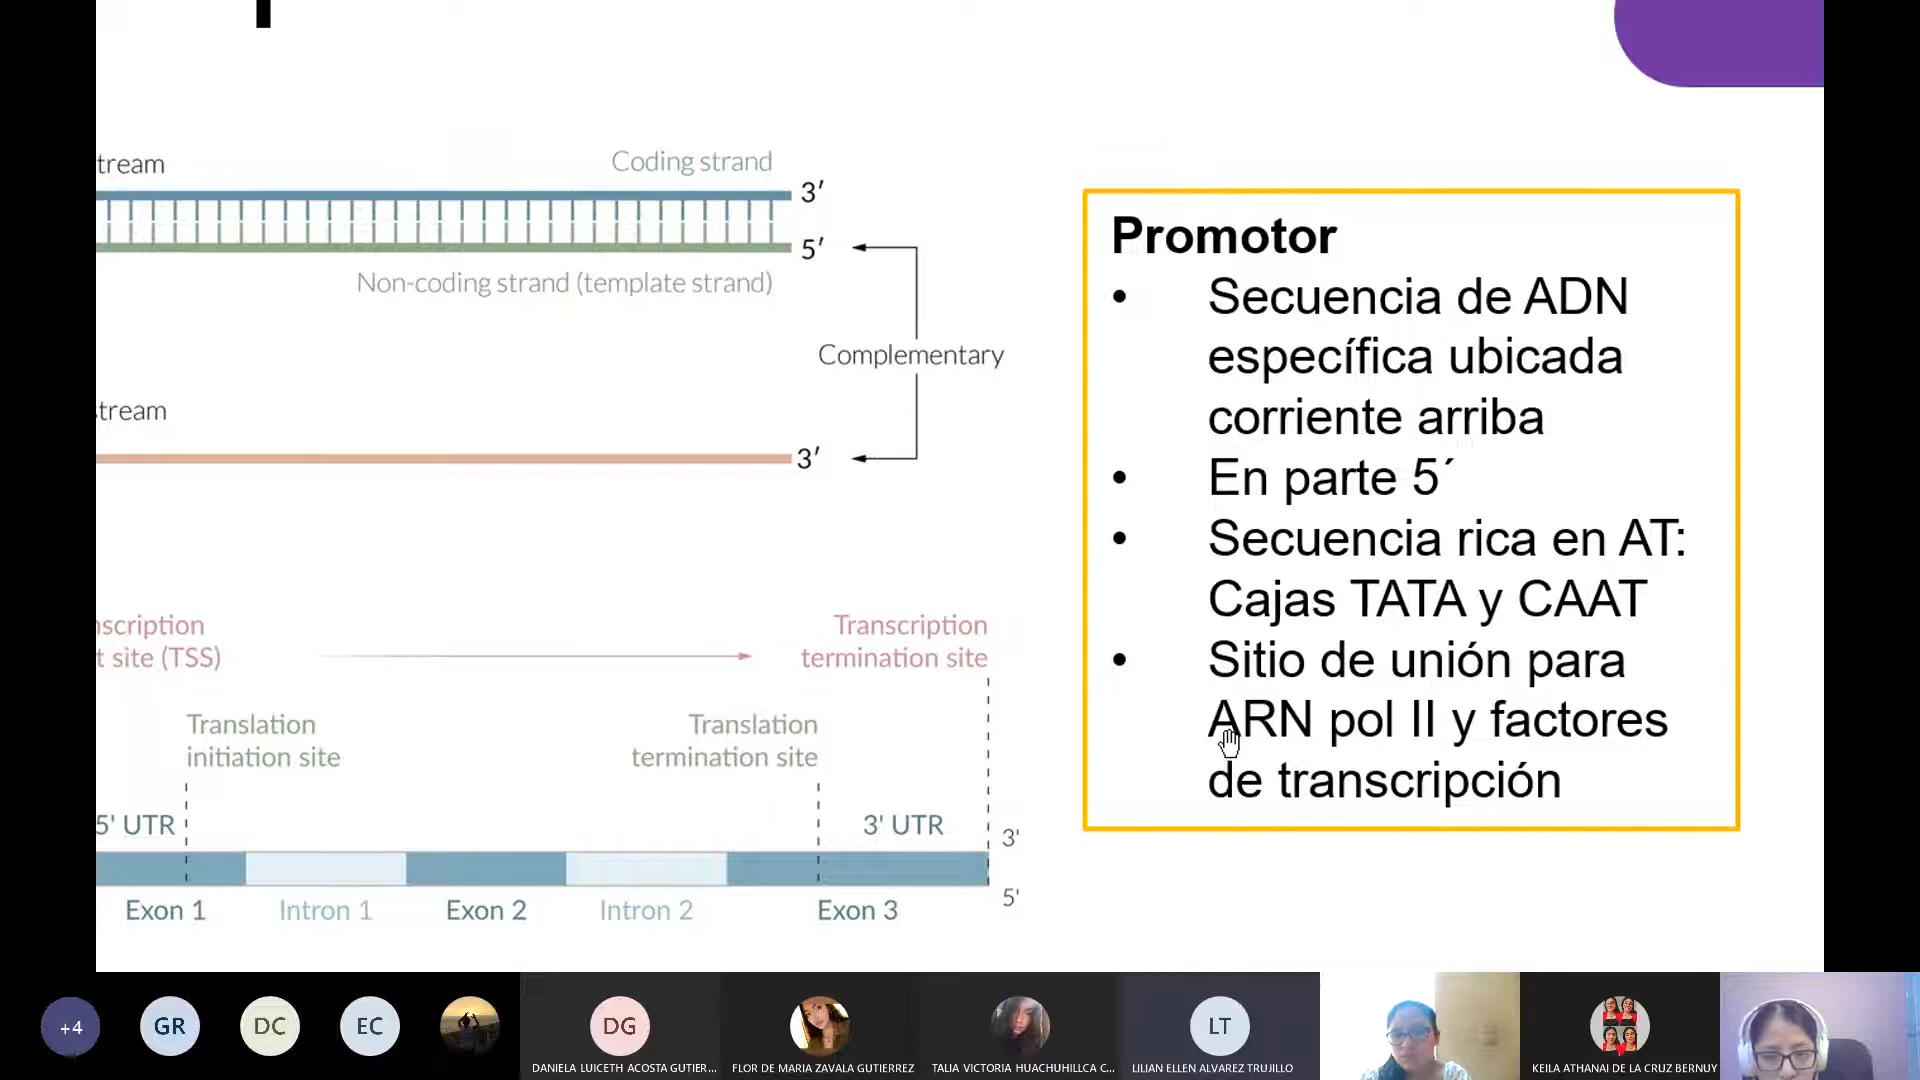 tream
Coding strand
3′
5′
Non-coding strand (template strand)
Complementary
stream
3′
nscription
t site (TSS)
Transcription
termination site
Translation
initiation site
Translation
termination site
5' UTR
3' UTR
3'
5'
Exon 1
Intron 1
Exon 2
Intron 2
Exon 3
Promotor
• Secuencia de ADN
específica ubicada
corriente arriba
• En parte 5´
• Secuencia rica en AT:
Cajas TATA y CAAT
• Sitio de unión para
ARN pol II y factores
de transcripción
+4
GR
DC
EC
DG
LT
DANIELA LUICETH ACOSTA GUTIER...
FLOR DE MARIA ZAVALA GUTIERREZ
TALIA VICTORIA HUACHUHILLCA C...
LILIAN ELLEN ALVAREZ TRUJILLO
KEILA ATHANAI DE LA CRUZ BERNUY